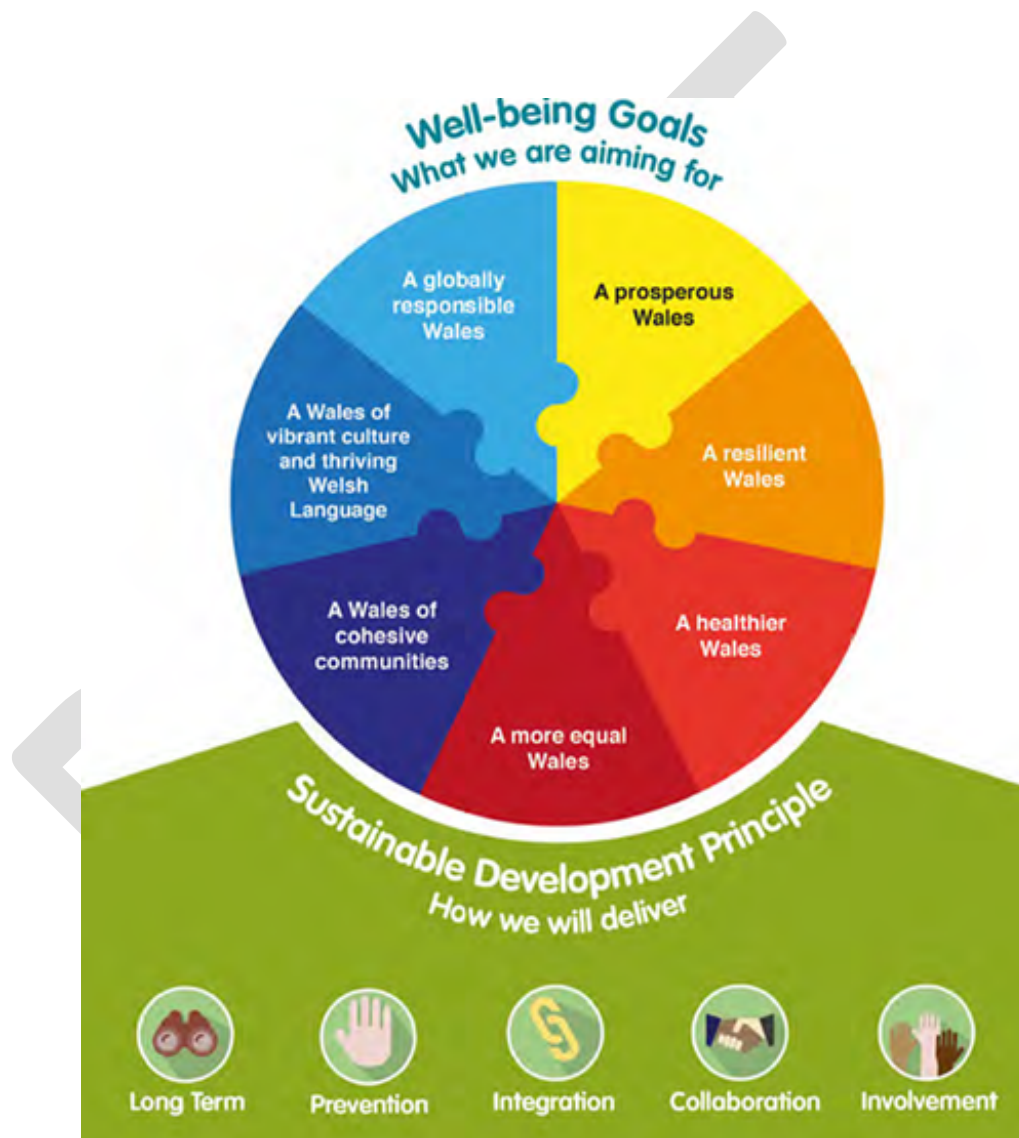 Well-being Goals
What we are aiming for
A globally
responsible
Wales
A prosperous
Wales
A Wales of
vibrant culture
and thriving
Welsh
Language
A resilient
Wales
A Wales of
cohesive
communities
A healthier
Wales
A more equal
Wales
Sustainable Development Principle
How we will deliver
Long Term
Prevention
Integration
Collaboration
Involvement